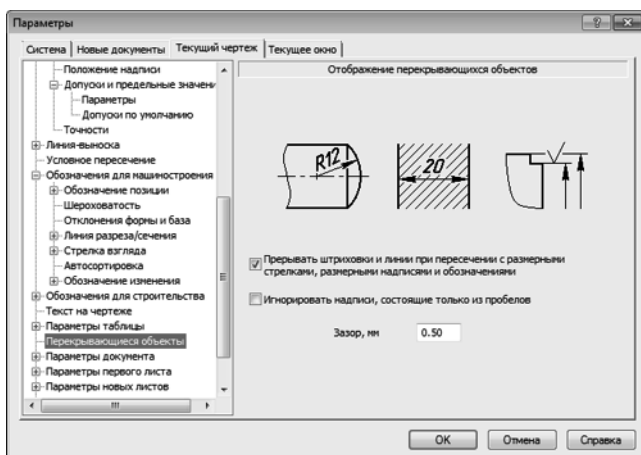 Параметры
Система
Новые документы
Текущий чертеж
Текущее окно
Положение надписи
Допуски и предельные значени
Параметры
Допуски по умолчанию
Точности
Линия-выноска
Условное пересечение
Обозначения для машиностроения
Обозначение позиции
Шероховатость
Отклонения формы и база
Линия разреза/сечения
Стрелка взгляда
Автосортировка
Обозначение изменения
Обозначения для строительства
Текст на чертеже
Параметры таблицы
Перекрывающиеся объекты
Параметры документа
Параметры первого листа
Параметры новых листов
Отображение перекрывающихся объектов
R12
20
Прерывать штриховки и линии при пересечении с размерными
стрелками, размерными надписями и обозначениями
Игнорировать надписи, состоящие только из пробелов
Зазор, мм 0.50
OK
Отмена
Справка